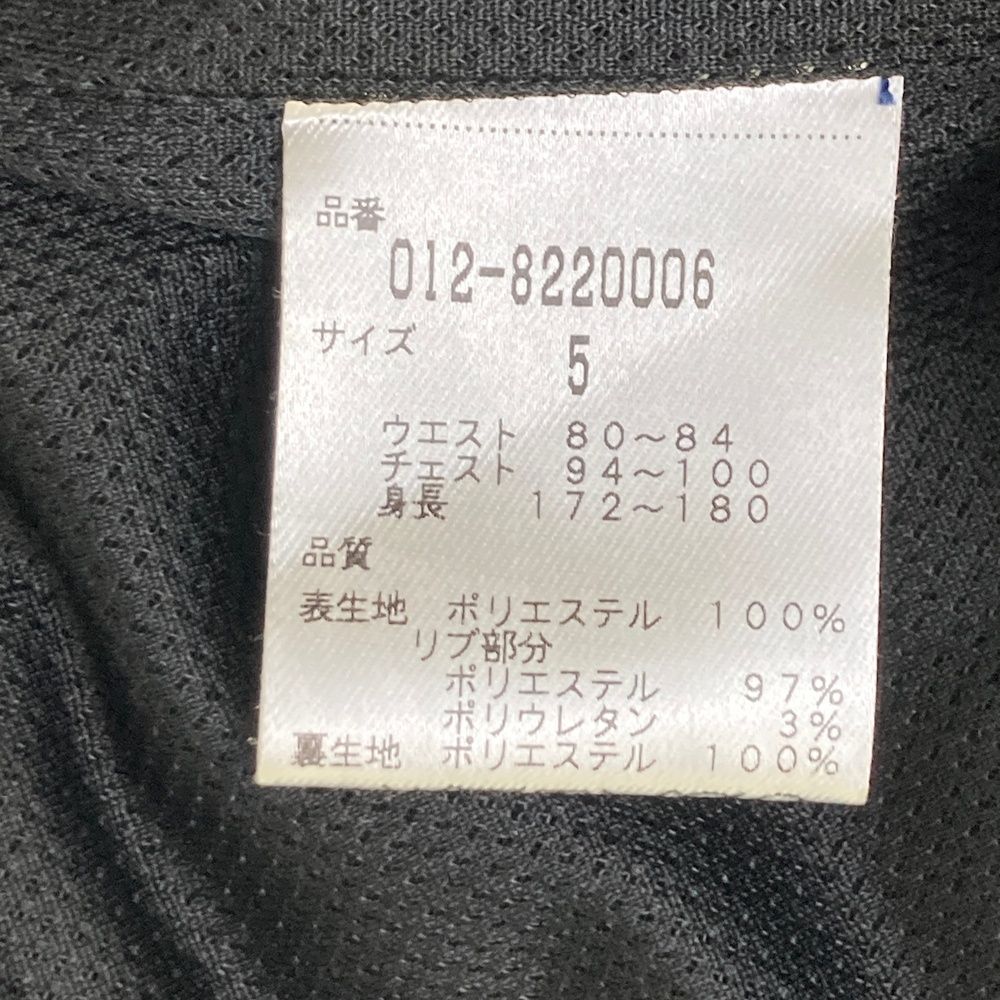 品番
012-8220006
サイズ 5
ウエスト 80～84
チェスト 94～100
身長 172～180
品質
表生地 ポリエステル 100%
リブ部分
ポリエステル 97%
ポリウレタン 3%
裏生地 ポリエステル 100%